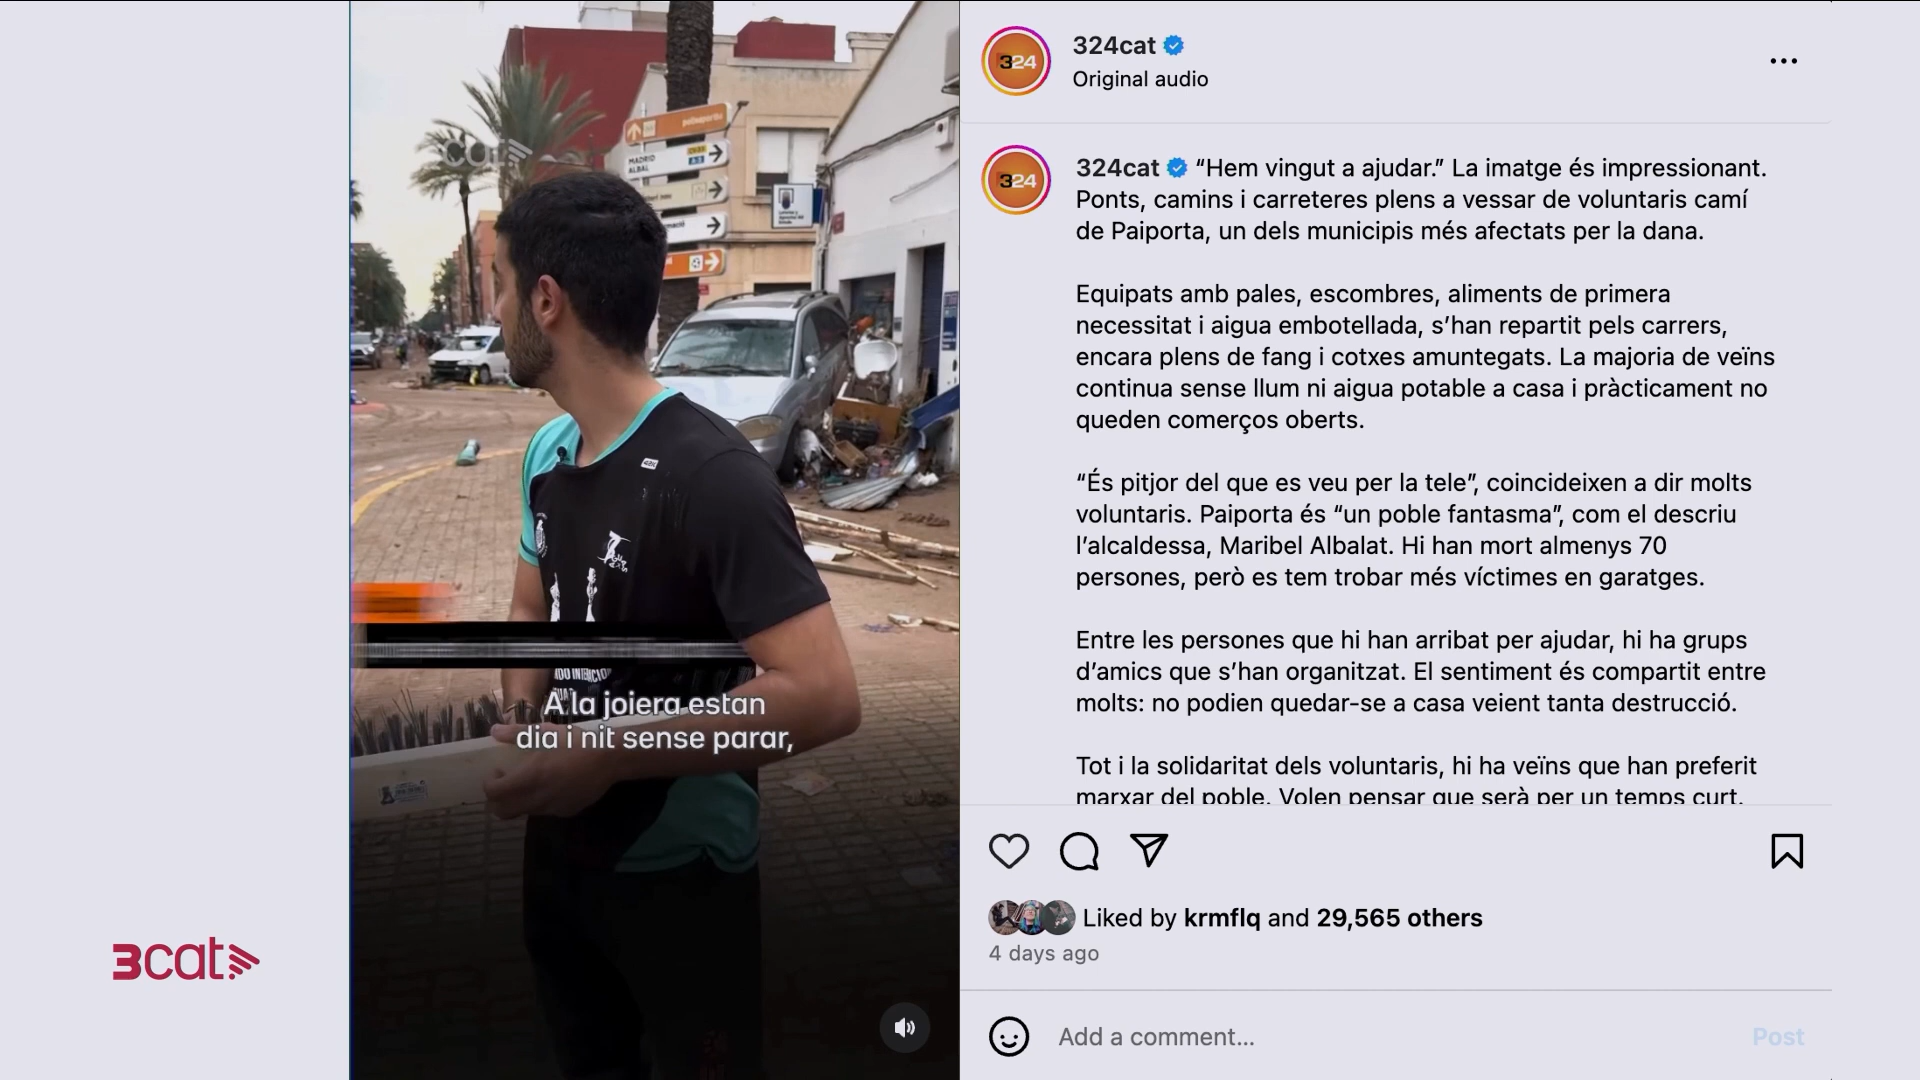 324cat
Original audio
324
324cat “Hem vingut a ajudar.” La imatge és impressionant.
Ponts, camins i carreteres plens a vessar de voluntaris camí
de Paiporta, un dels municipis més afectats per la dana.
324
Equipats amb pales, escombres, aliments de primera
necessitat i aigua embotellada, s’han repartit pels carrers,
encara plens de fang i cotxes amuntegats. La majoria de veïns
continua sense llum ni aigua potable a casa i pràcticament no
queden comerços oberts.
“És pitjor del que es veu per la tele”, coincideixen a dir molts
voluntaris. Paiporta és “un poble fantasma”, com el descriu
l’alcaldessa, Maribel Albalat. Hi han mort almenys 70
persones, però es tem trobar més víctimes en garatges.
Entre les persones que hi han arribat per ajudar, hi ha grups
d’amics que s’han organitzat. El sentiment és compartit entre
molts: no podien quedar-se a casa veient tanta destrucció.
Tot i la solidaritat dels voluntaris, hi ha veïns que han preferit
marxar del poble. Volen pensar que serà per un temps curt.
Liked by krmflq and 29,565 others
4 days ago
Add a comment...
Post
MADRID
ALBAL
A la joiera estan
dia i nit sense parar,
3cat